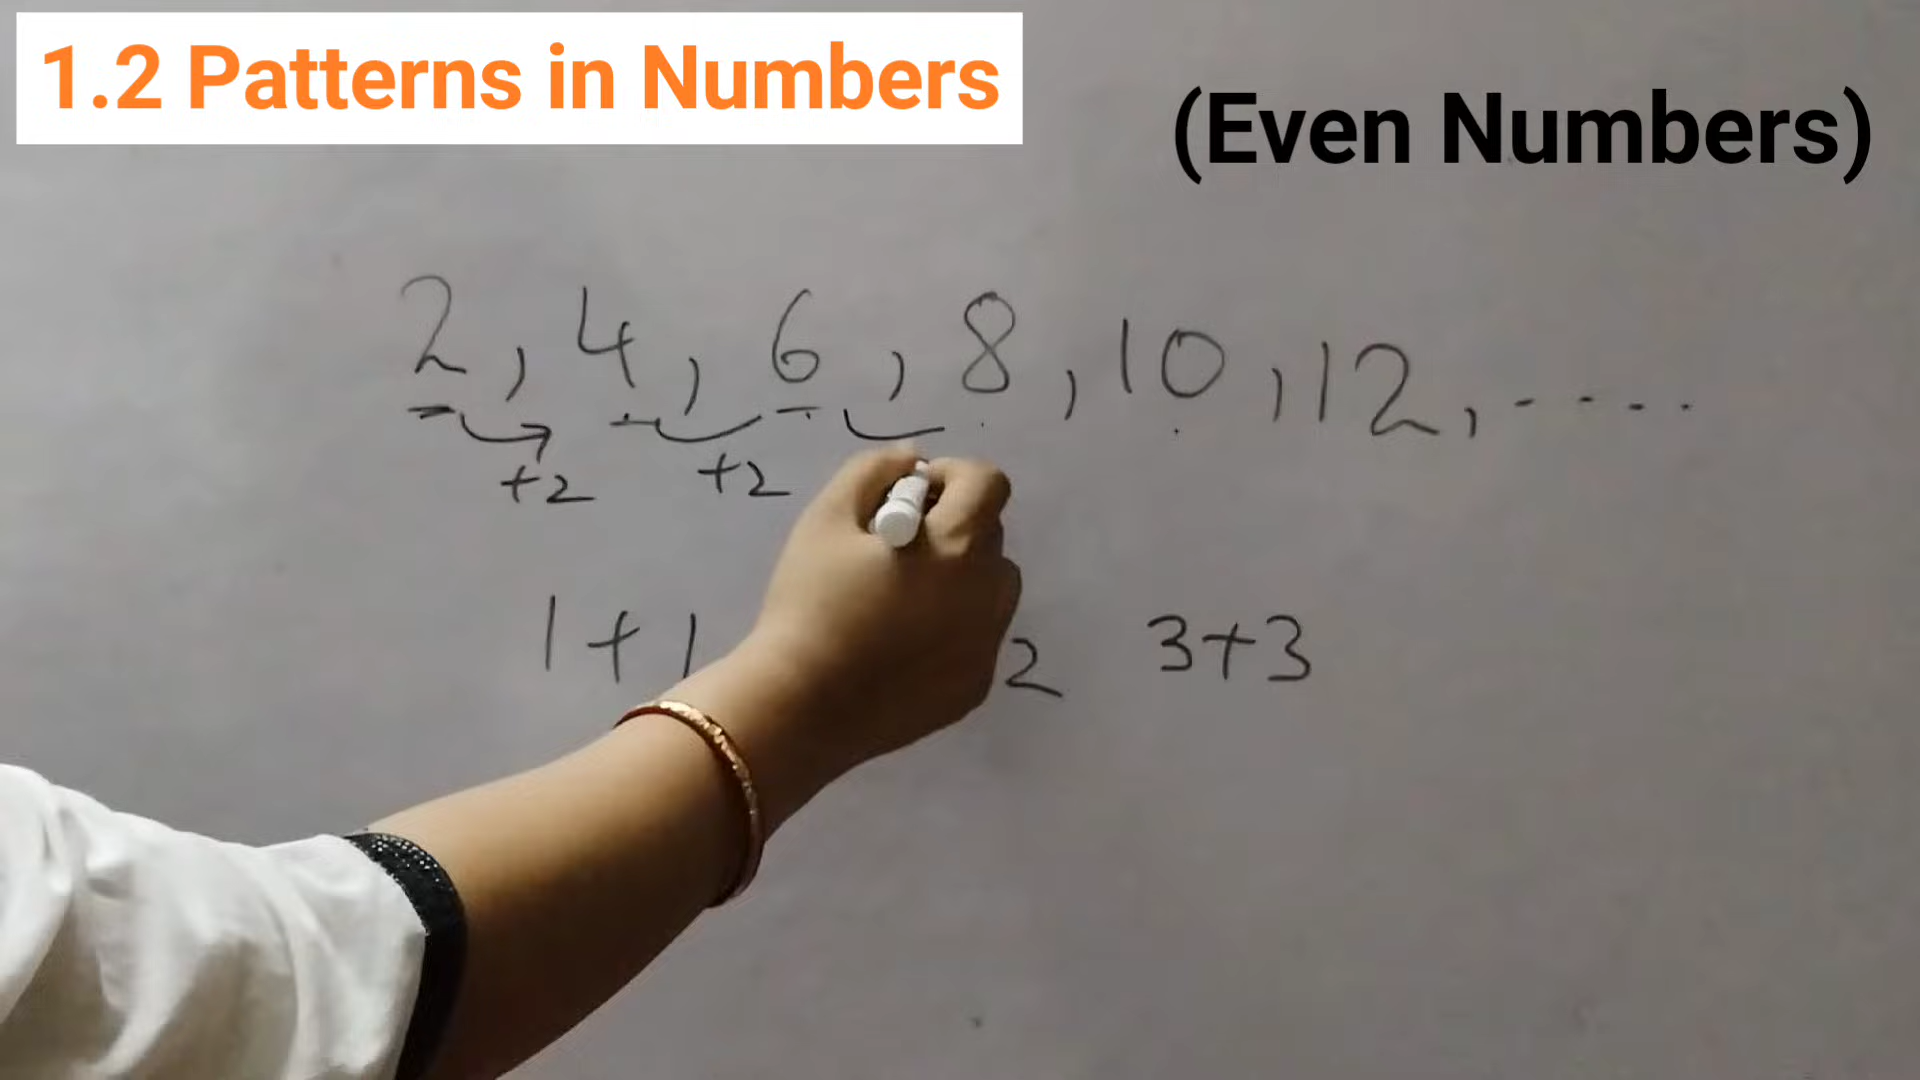 1.2 Patterns in Numbers
(Even Numbers)
2, 4, 6, 8, 10, 12, ....
+2 +2
1+1 2 3+3